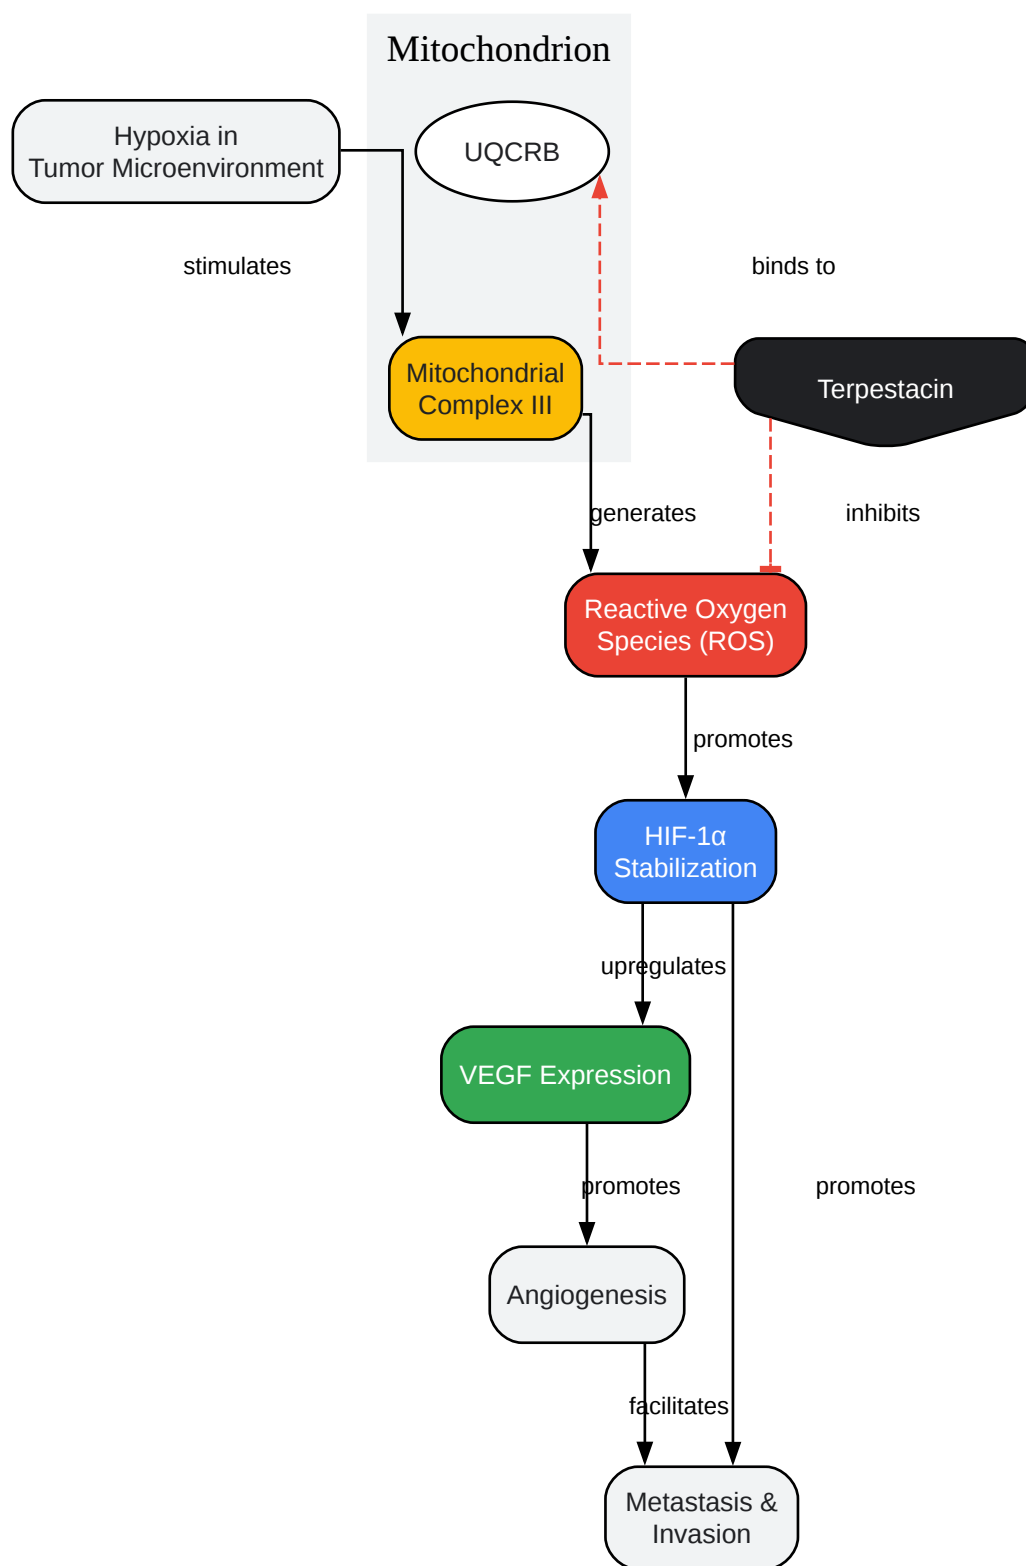 Mitochondrion
Hypoxia in
Tumor Microenvironment
UQCRB
stimulates
binds to
Mitochondrial
Complex III
Terpestacin
generates
inhibits
Reactive Oxygen
Species (ROS)
promotes
HIF-1α
Stabilization
upregulates
VEGF Expression
promotes
promotes
Angiogenesis
facilitates
Metastasis &
Invasion